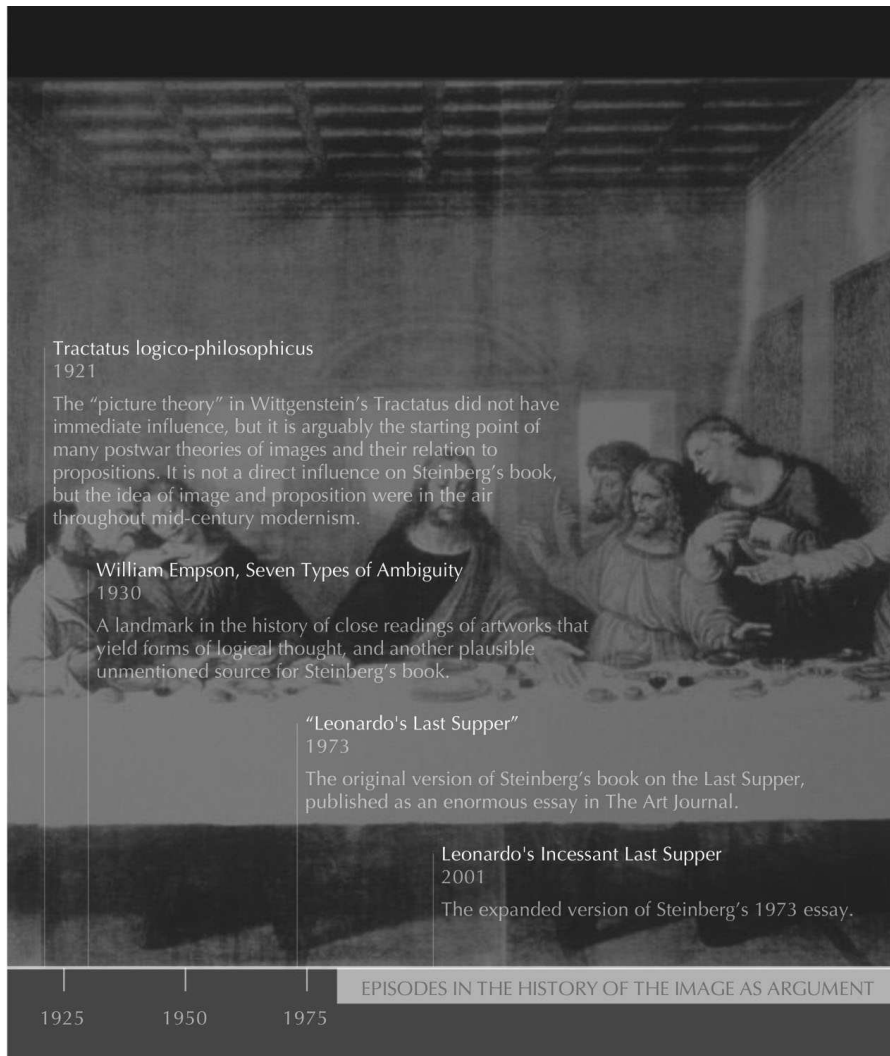 Tractatus logico-philosophicus
1921
The “picture theory” in Wittgenstein’s Tractatus did not have
immediate influence, but it is arguably the starting point of
many postwar theories of images and their relation to
propositions. It is not a direct influence on Steinberg’s book,
but the idea of image and proposition were in the air
throughout mid-century modernism.
William Empson, Seven Types of Ambiguity
1930
A landmark in the history of close readings of artworks that
yield forms of logical thought, and another plausible
unmentioned source for Steinberg’s book.
“Leonardo's Last Supper”
1973
The original version of Steinberg’s book on the Last Supper,
published as an enormous essay in The Art Journal.
Leonardo's Incessant Last Supper
2001
The expanded version of Steinberg’s 1973 essay.
EPISODES IN THE HISTORY OF THE IMAGE AS ARGUMENT
1925 1950 1975